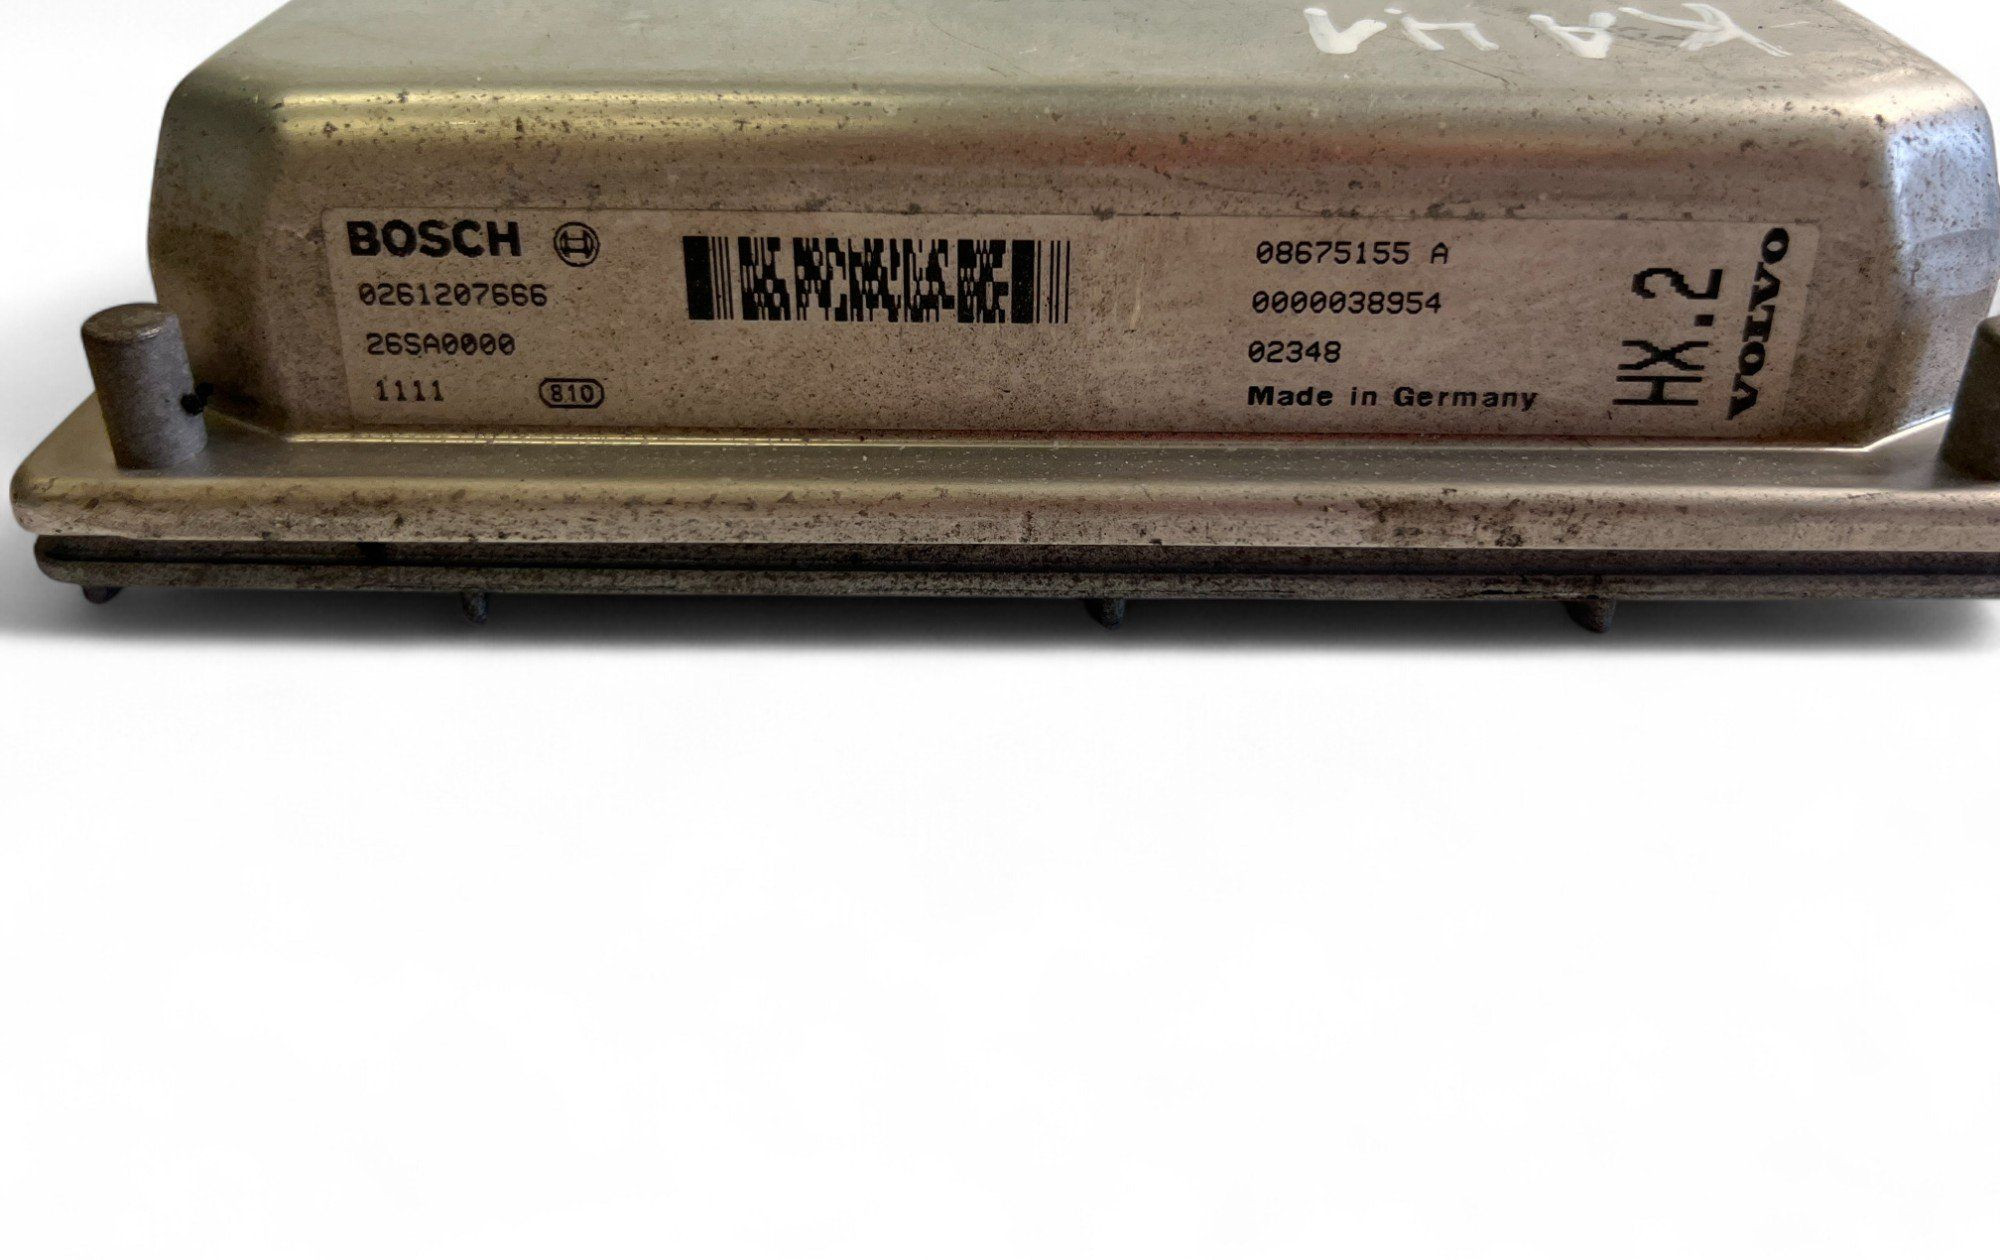 BOSCH
0261207666
26SA0000
1111 810
08675155 A
0000038954
02348
Made in Germany
HX.2
VOLVO